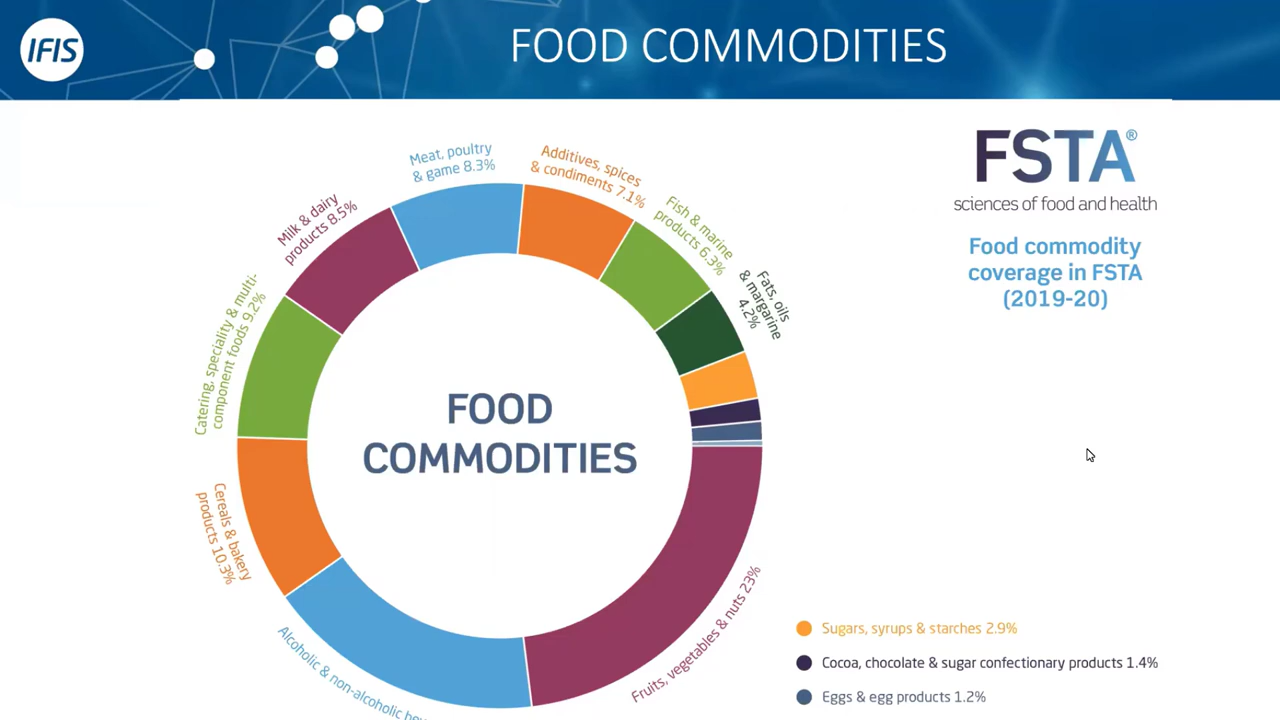 IFIS
FOOD COMMODITIES
FSTA®
sciences of food and health
Food commodity
coverage in FSTA
(2019-20)
Meat, poultry
& game 8.3%
Additives, spices
& condiments 7.1%
Fish & marine
products 6.3%
Fats, oils
& margarine
4.2%
Milk & dairy
products 8.5%
Catering, speciality & multi-
component foods 9.2%
Cereals & bakery
products 10.3%
Alcoholic & non-alcoholic
Fruits, vegetables & nuts 23%
FOOD
COMMODITIES
Sugars, syrups & starches 2.9%
Cocoa, chocolate & sugar confectionary products 1.4%
Eggs & egg products 1.2%